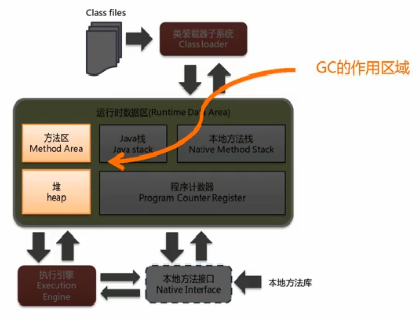 Class files
类装载器子系统
Class loader
GC的作用区域
运行时数据区(Runtime Data Area)
方法区
Method Area
Java栈
Java stack
本地方法栈
Native Method Stack
堆
heap
程序计数器
Program Counter Register
执行引擎
Execution
Engine
本地方法接口
Native Interface
本地方法库